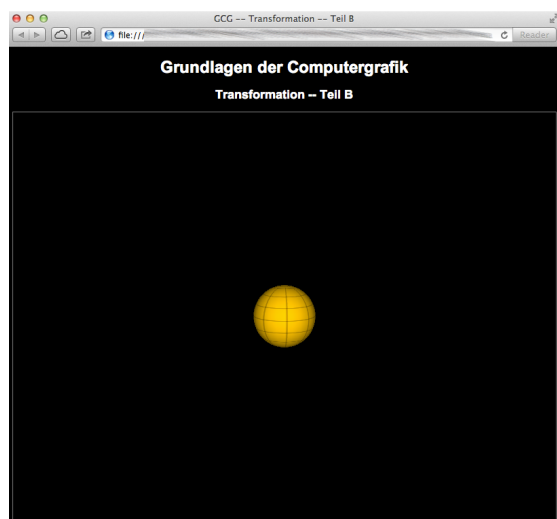 GCG -- Transformation -- Teil B
file:///
Reader
Grundlagen der Computergrafik
Transformation -- Teil B